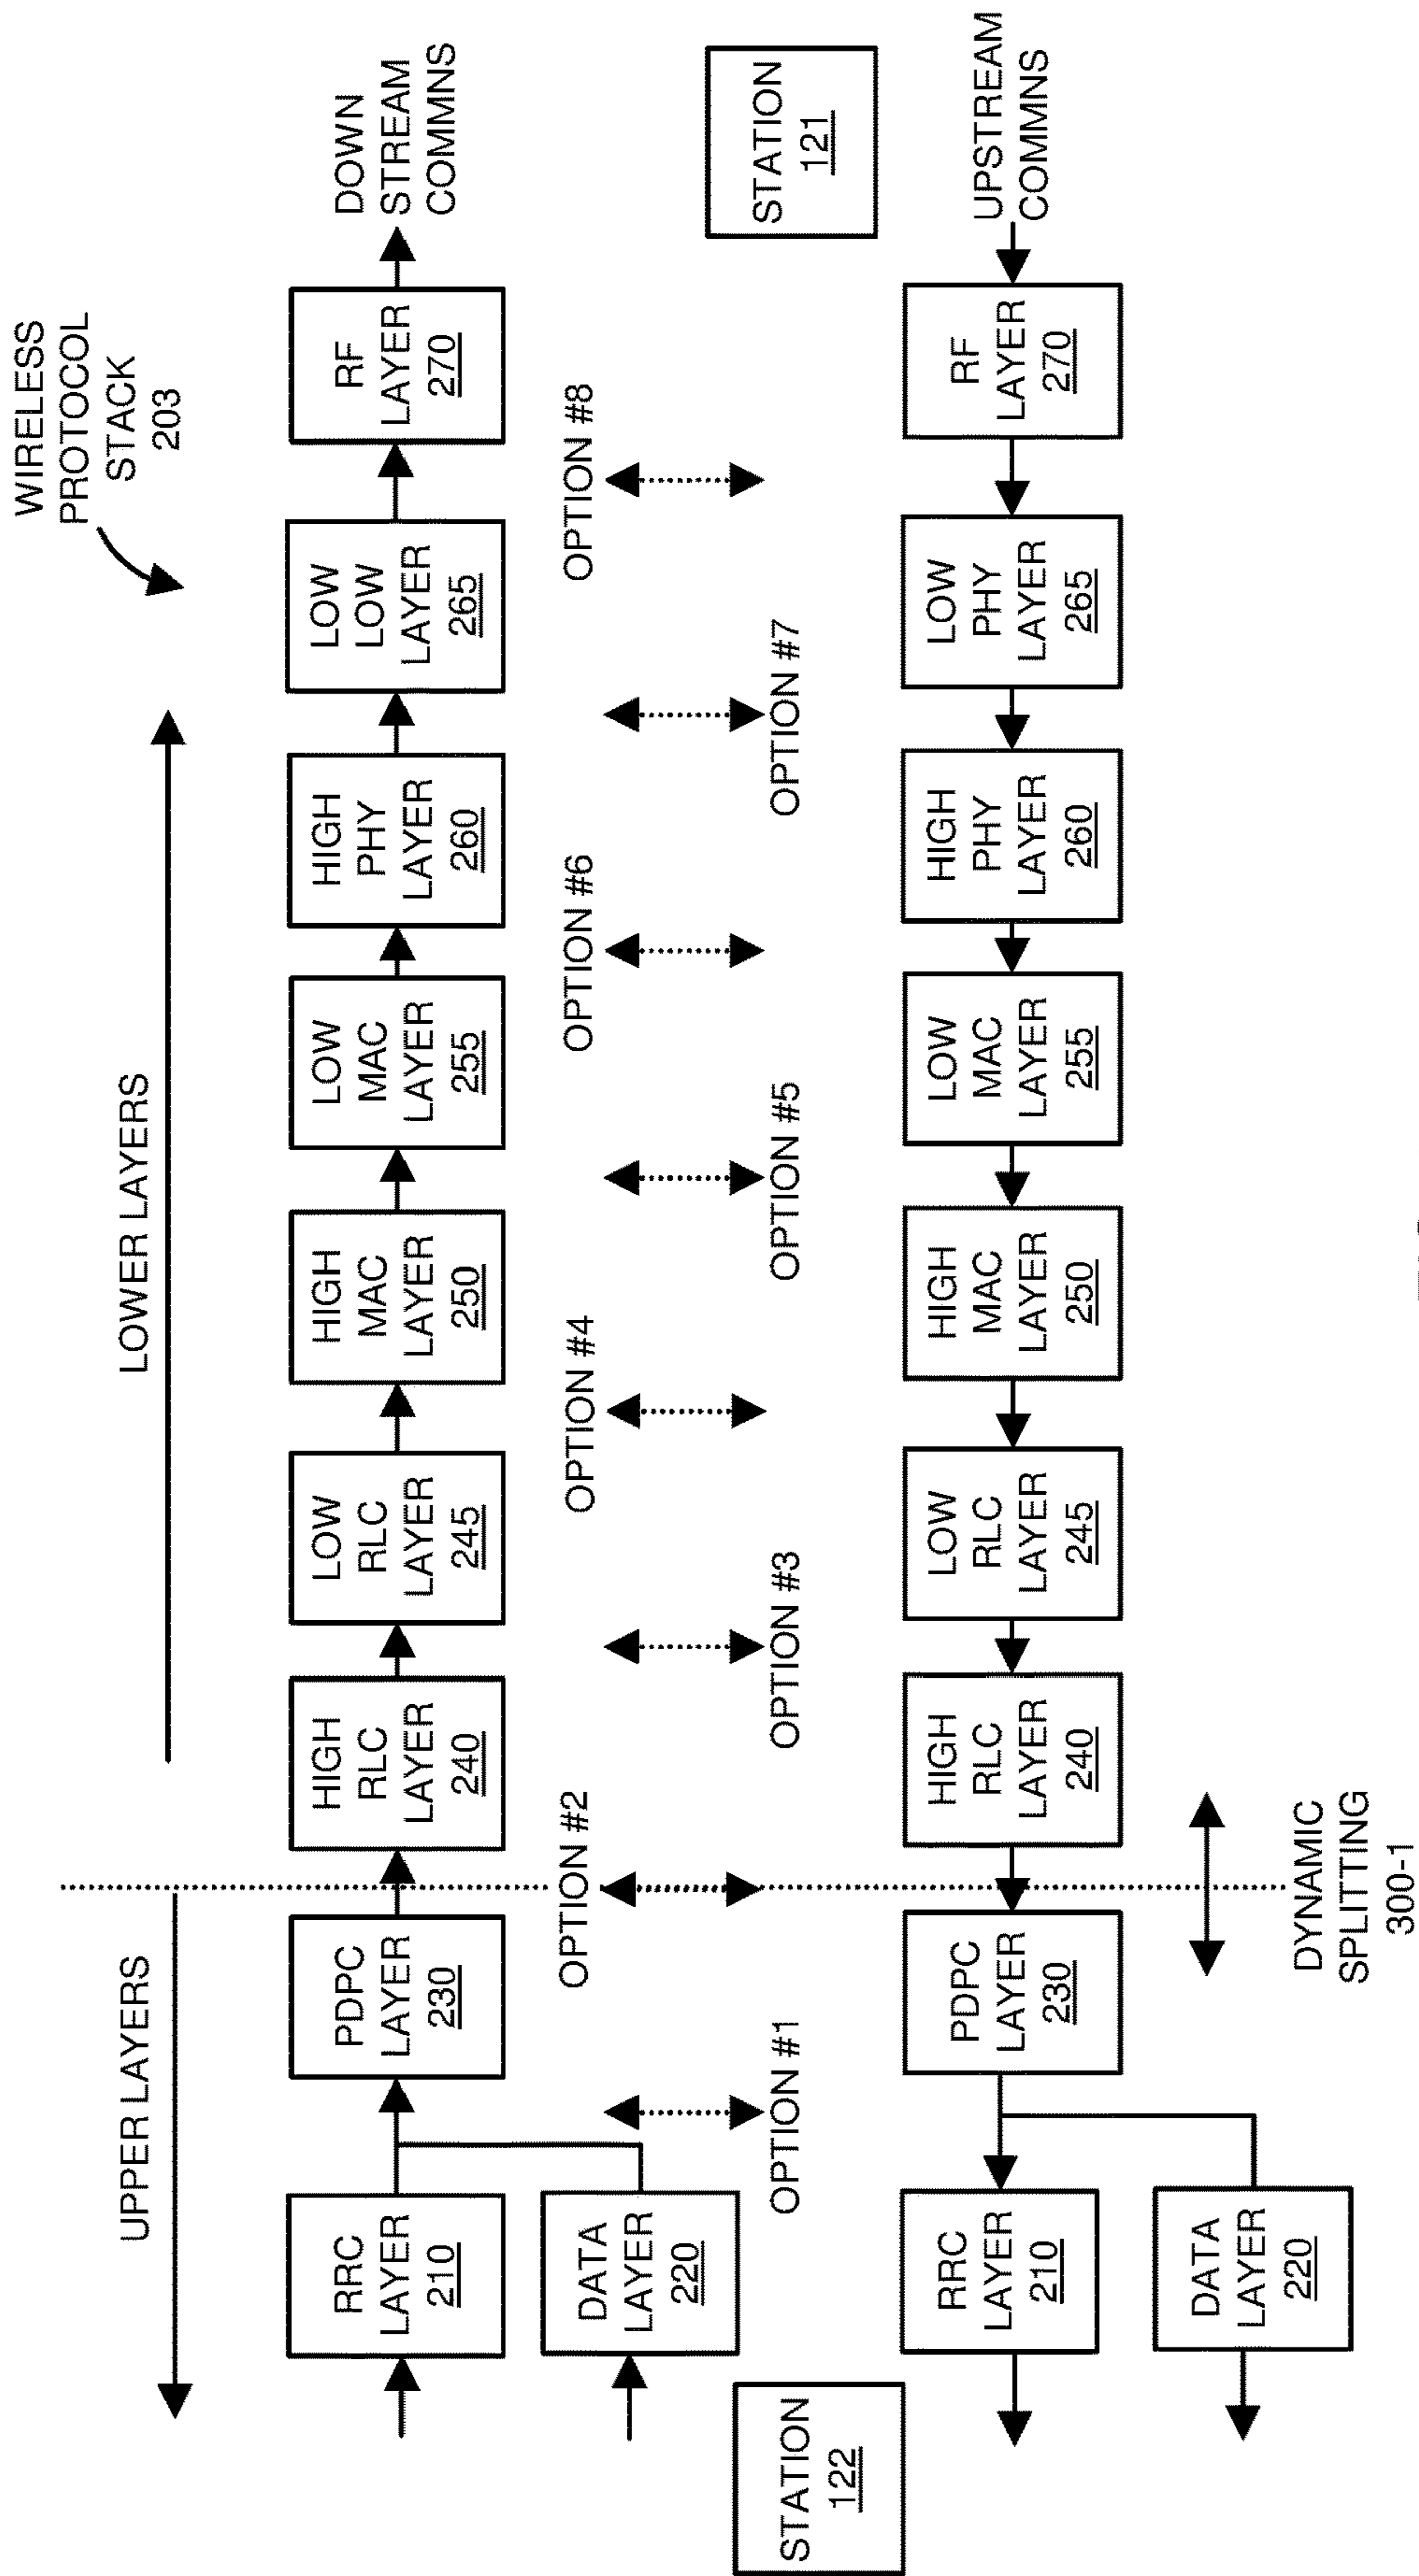 WIRELESS
PROTOCOL
STACK
203
UPPER LAYERS
LOWER LAYERS
RRC
LAYER
210
DATA
LAYER
220
PDPC
LAYER
230
HIGH
RLC
LAYER
240
LOW
RLC
LAYER
245
HIGH
MAC
LAYER
250
LOW
MAC
LAYER
255
HIGH
PHY
LAYER
260
LOW
LOW
LAYER
265
RF
LAYER
270
DOWN
STREAM
COMMNS
OPTION #1
OPTION #2
OPTION #3
OPTION #4
OPTION #5
OPTION #6
OPTION #7
OPTION #8
STATION
122
STATION
121
RRC
LAYER
210
DATA
LAYER
220
PDPC
LAYER
230
HIGH
RLC
LAYER
240
LOW
RLC
LAYER
245
HIGH
MAC
LAYER
250
LOW
MAC
LAYER
255
HIGH
PHY
LAYER
260
LOW
PHY
LAYER
265
RF
LAYER
270
UPSTREAM
COMMNS
DYNAMIC
SPLITTING
300-1